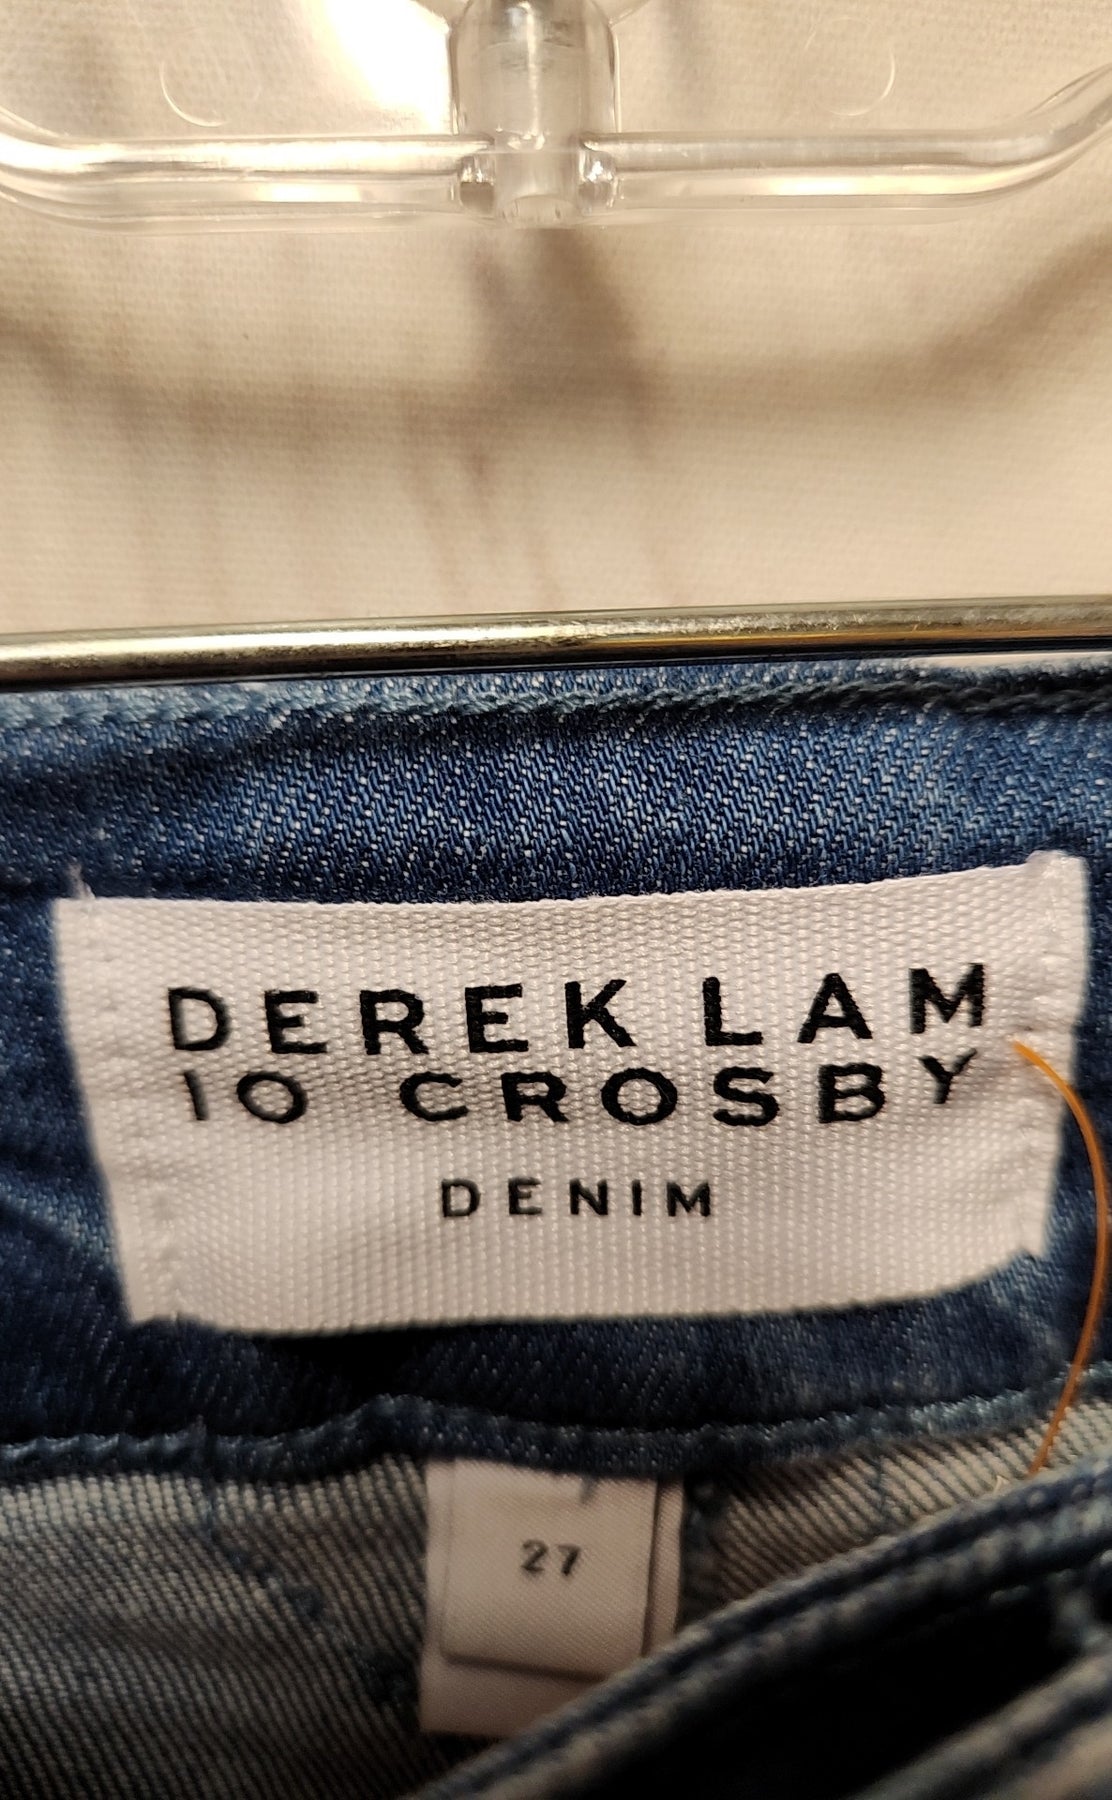 DEREK LAM
10 CROSBY
DENIM
27